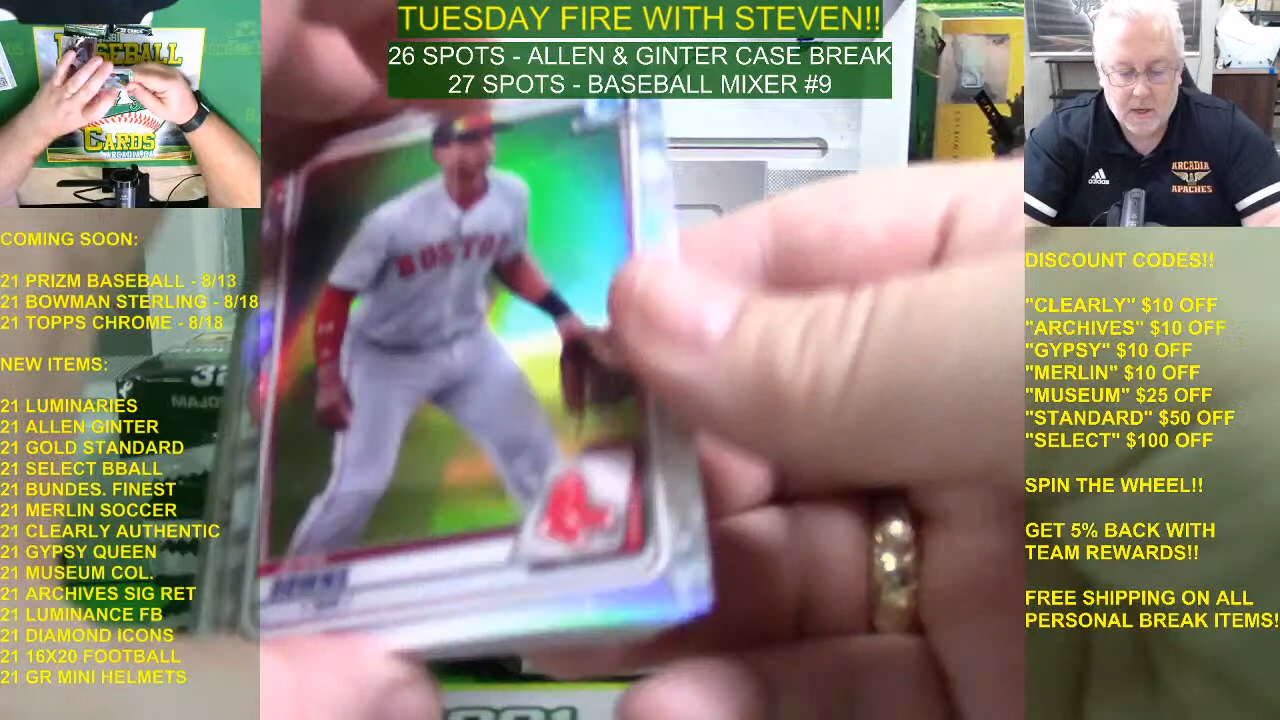 TUESDAY FIRE WITH STEVEN!!
26 SPOTS - ALLEN & GINTER CASE BREAK
27 SPOTS - BASEBALL MIXER #9
BASEBALL
CARDS
COMING SOON:
21 PRIZM BASEBALL - 8/13
21 BOWMAN STERLING - 8/18
21 TOPPS CHROME - 8/18
NEW ITEMS:
21 LUMINARIES
21 ALLEN GINTER
21 GOLD STANDARD
21 SELECT BBALL
21 BUNDES. FINEST
21 MERLIN SOCCER
21 CLEARLY AUTHENTIC
21 GYPSY QUEEN
21 MUSEUM COL.
21 ARCHIVES SIG RET
21 LUMINANCE FB
21 DIAMOND ICONS
21 16X20 FOOTBALL
21 GR MINI HELMETS
BOSTON
DOWNS
adidas
ARCADIA
APACHES
DISCOUNT CODES!!
"CLEARLY" $10 OFF
"ARCHIVES" $10 OFF
"GYPSY" $10 OFF
"MERLIN" $10 OFF
"MUSEUM" $25 OFF
"STANDARD" $50 OFF
"SELECT" $100 OFF
SPIN THE WHEEL!!
GET 5% BACK WITH
TEAM REWARDS!!
FREE SHIPPING ON ALL
PERSONAL BREAK ITEMS!